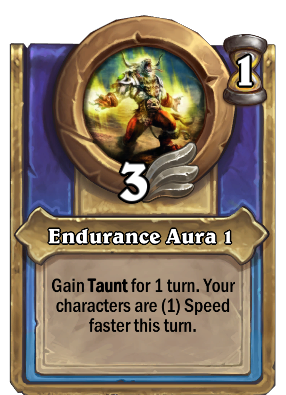 1
3
Endurance Aura 1
Gain Taunt for 1 turn. Your
characters are (1) Speed
faster this turn.